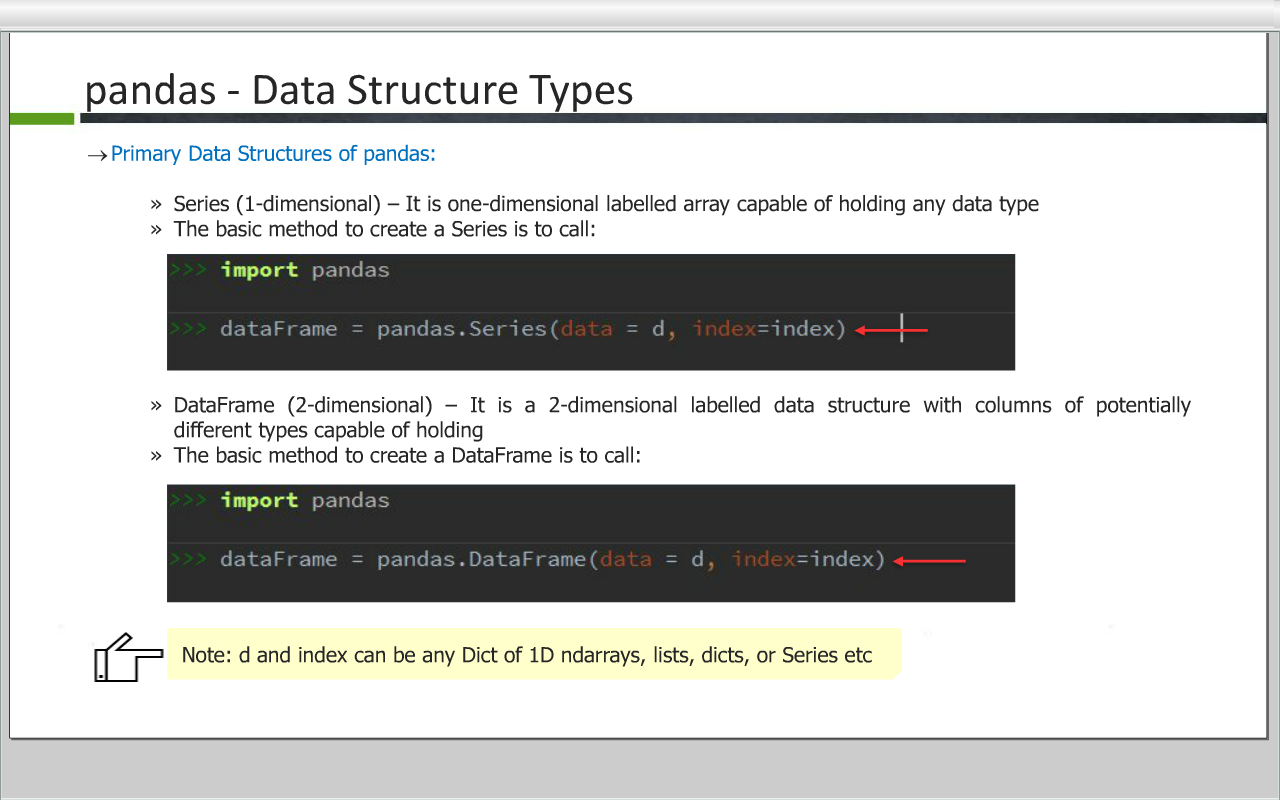 pandas - Data Structure Types
→Primary Data Structures of pandas:
» Series (1-dimensional) – It is one-dimensional labelled array capable of holding any data type
» The basic method to create a Series is to call:
>>> import pandas
>>> dataFrame = pandas.Series(data = d, index=index)
» DataFrame (2-dimensional) – It is a 2-dimensional labelled data structure with columns of potentially
different types capable of holding
» The basic method to create a DataFrame is to call:
>>> import pandas
>>> dataFrame = pandas.DataFrame(data = d, index=index)
Note: d and index can be any Dict of 1D ndarrays, lists, dicts, or Series etc